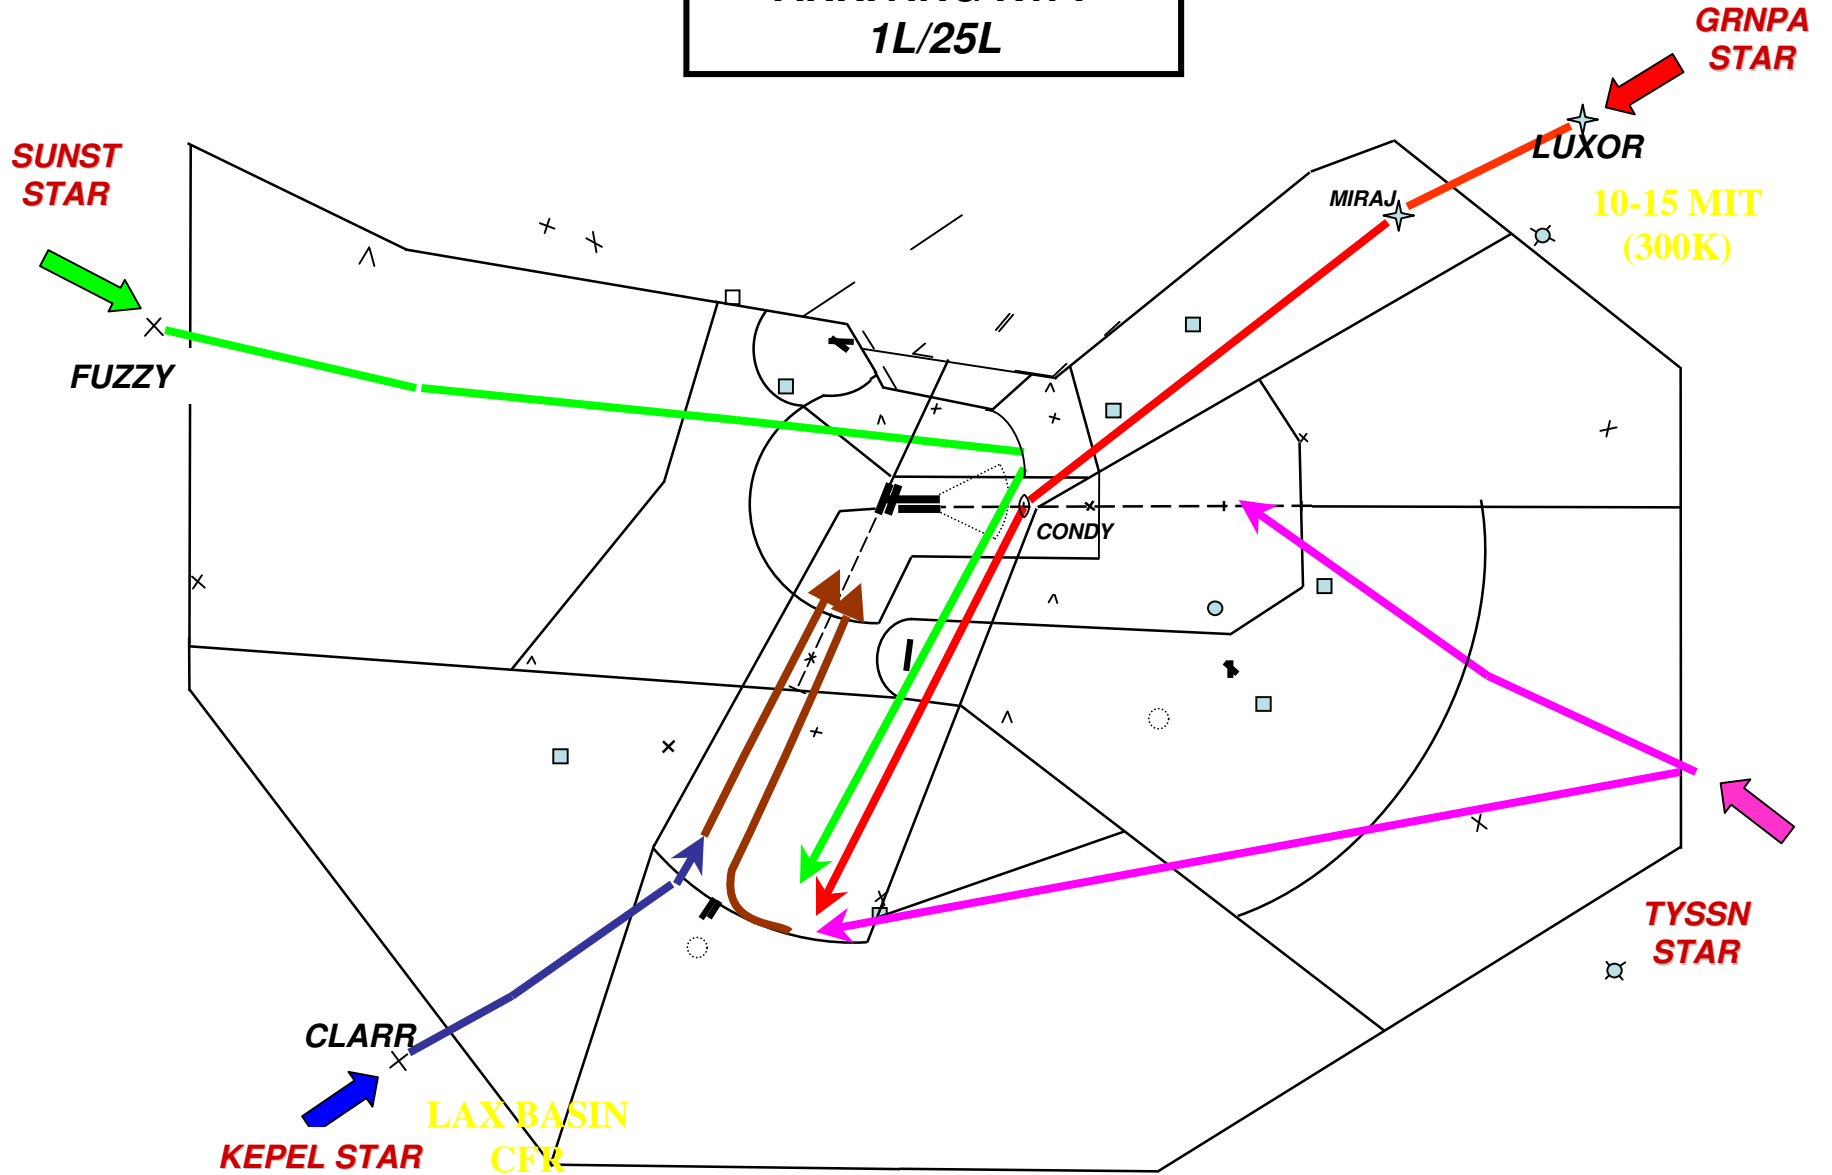 1L/25L
GRNPA
STAR
SUNST
STAR
LUXOR
MIRAJ
10-15 MIT
(300K)
FUZZY
CONDY
TYSSN
STAR
CLARR
LAX BASIN
CFR
KEPEL STAR